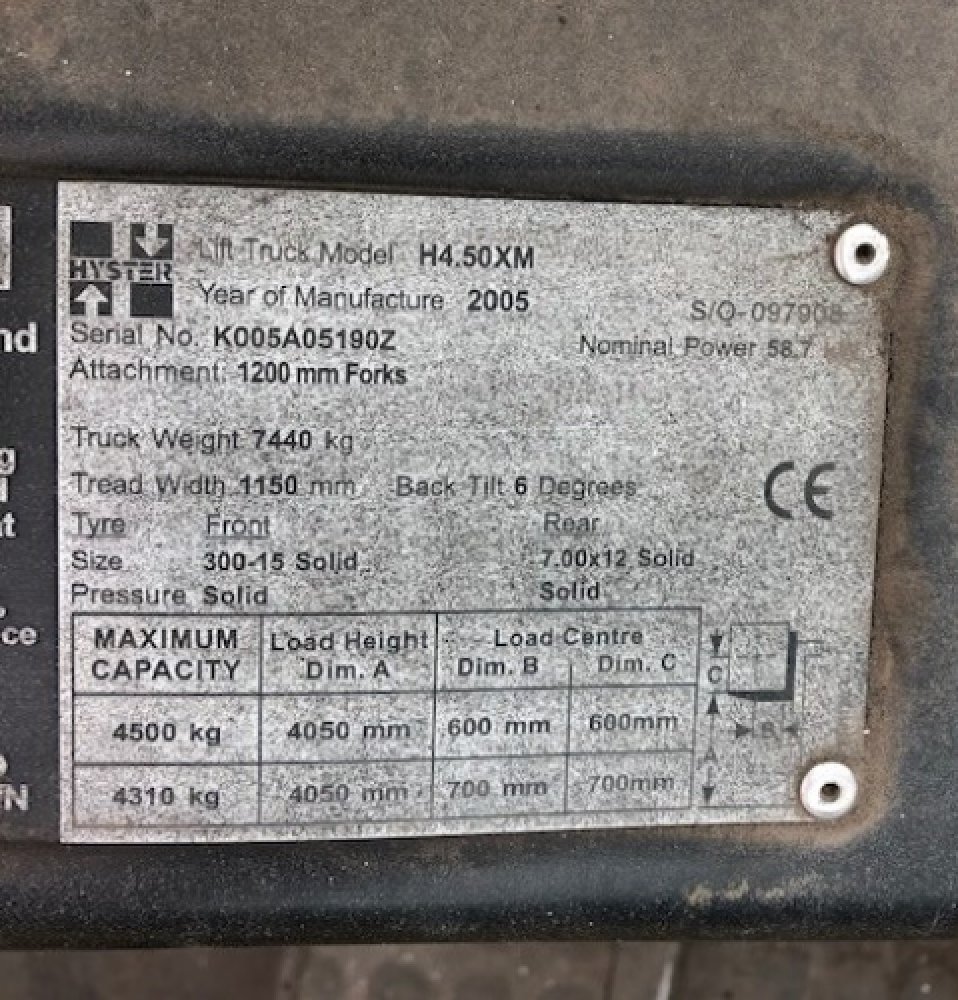 HYSTER
Lift Truck Model H4.50XM
Year of Manufacture 2005
S/O-097908
Serial No. K005A05190Z
Nominal Power 58.7
Attachment: 1200 mm Forks
Truck Weight 7440 kg
Tread Width 1150 mm Back Tilt 6 Degrees
CE
Tyre Front Rear
Size 300-15 Solid 7.00x12 Solid
Pressure Solid Solid
MAXIMUM CAPACITY Load Height Dim. A Load Centre Dim. B Dim. C
4500 kg 4050 mm 600 mm 600mm
4310 kg 4050 mm 700 mm 700mm
C
B
A
nd
g
t
ce
N